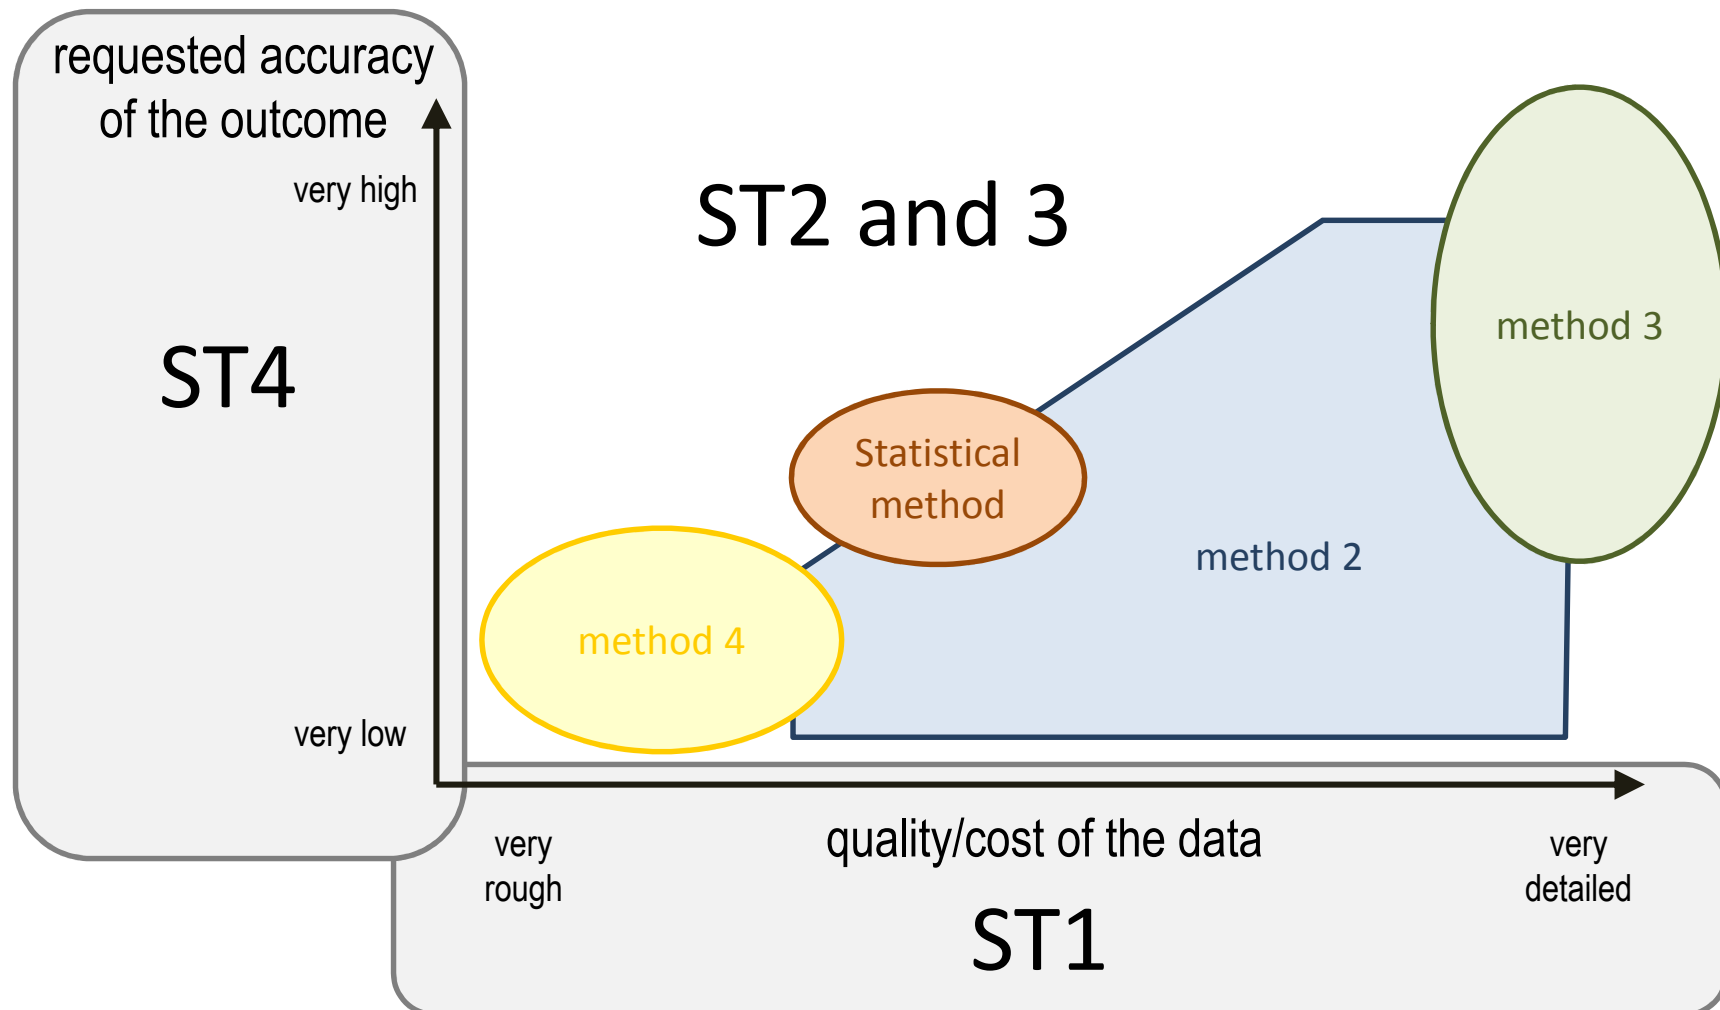 requested accuracy
of the outcome
very high
ST2 and 3
method 3
ST4
Statistical
method
method 2
method 4
very low
quality/cost of the data
very
rough
very
detailed
ST1